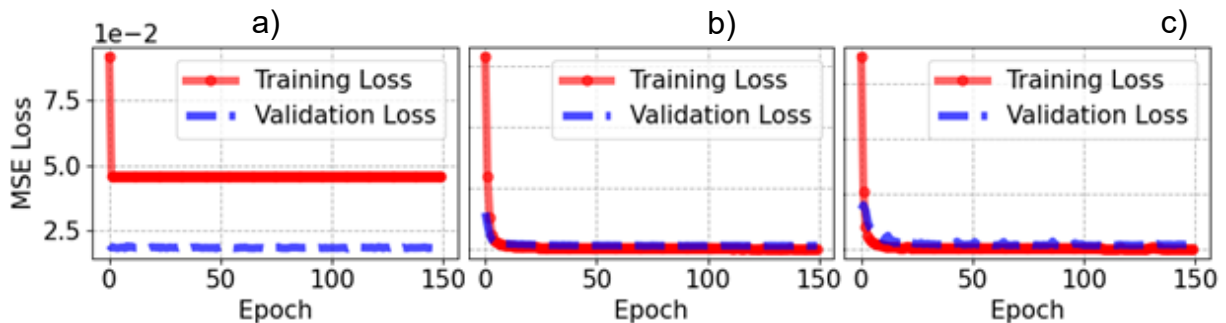 a)
b)
c)
1e−2
Training Loss
Validation Loss
Training Loss
Validation Loss
Training Loss
Validation Loss
MSE Loss
7.5
5.0
2.5
0 50 100 150
0 50 100 150
0 50 100 150
Epoch
Epoch
Epoch